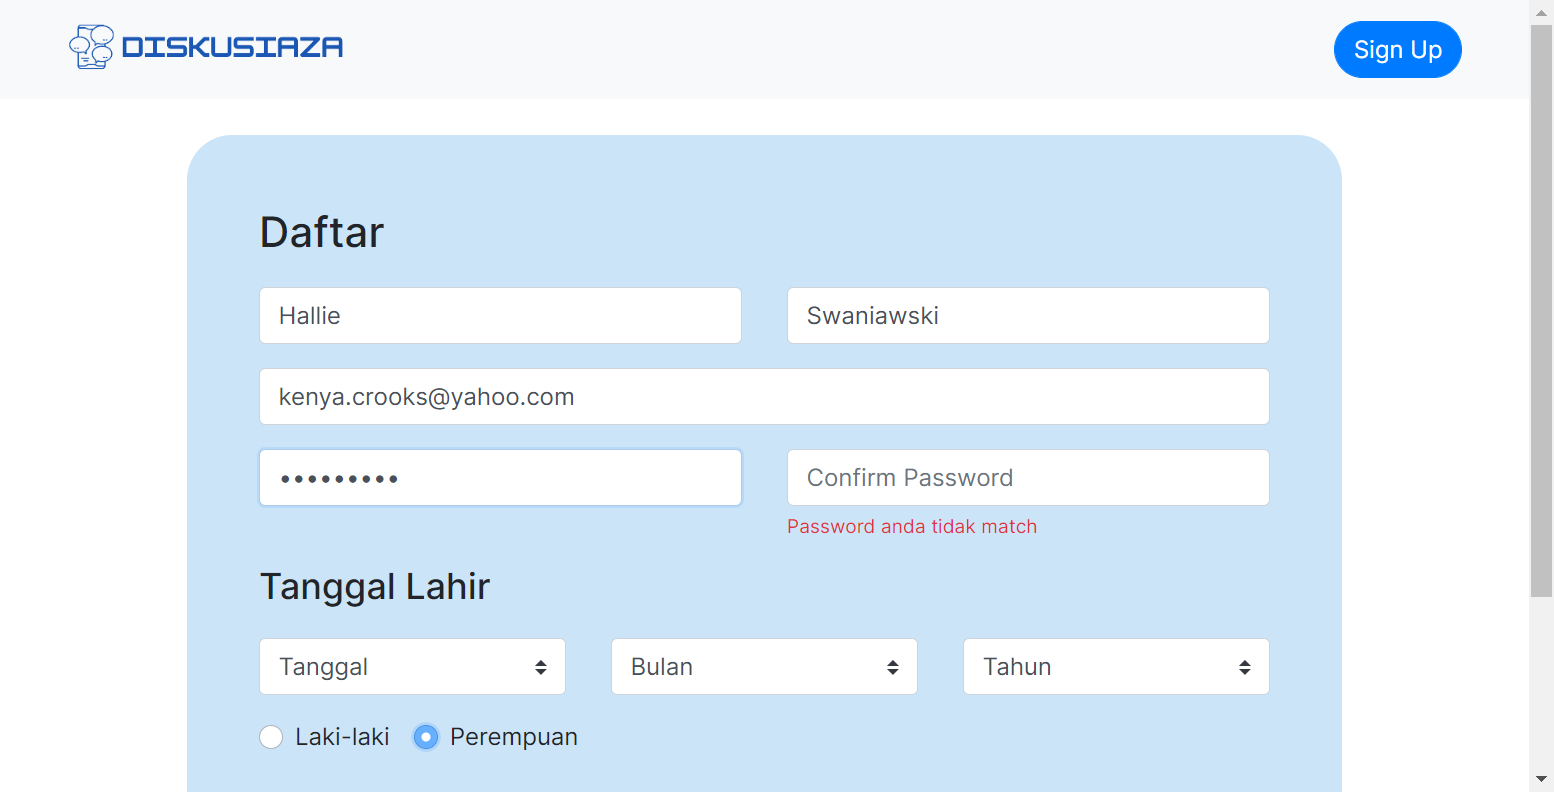 DISKUSIAZA
Sign Up
Daftar
Hallie
Swaniawski
kenya.crooks@yahoo.com
•••••••••
Confirm Password
Password anda tidak match
Tanggal Lahir
Tanggal
Bulan
Tahun
Laki-laki
Perempuan